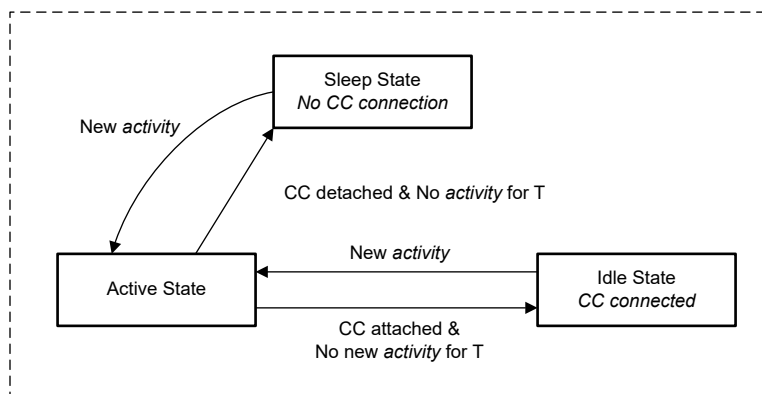 Sleep State
No CC connection
New activity
CC detached & No activity for T
New activity
Active State
Idle State
CC connected
CC attached &
No new activity for T